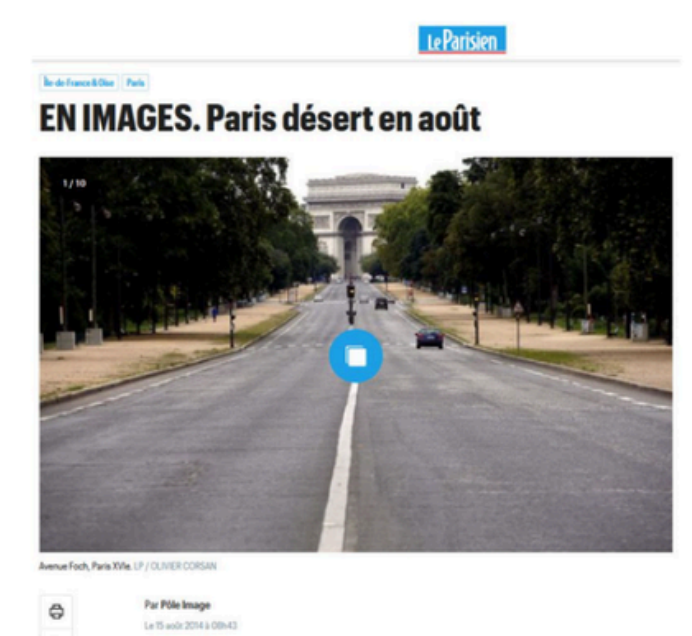 Le Parisien
Île-de-France & Oise Paris
EN IMAGES. Paris désert en août
1/10
Avenue Foch, Paris XVIe. LP / OLIVIER CORSAN
Par Pôle Image
Le 15 août 2014 à 08h43